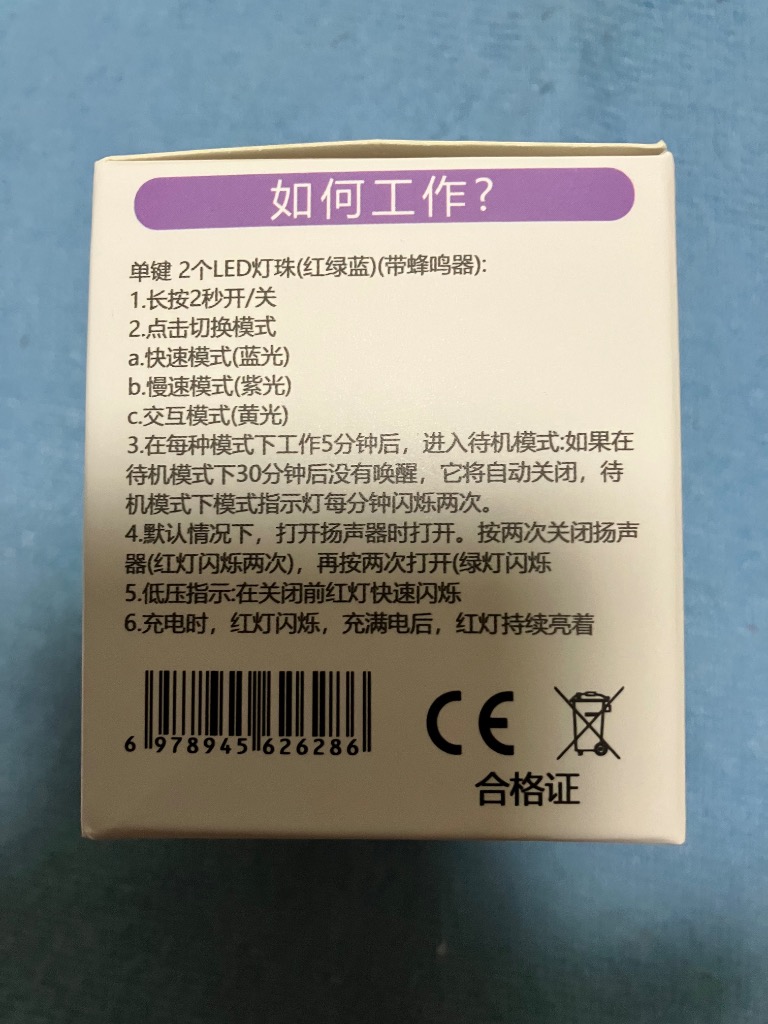 如何工作?
单键 2个LED灯珠(红绿蓝)(带蜂鸣器):
1.长按2秒开/关
2.点击切换模式
a.快速模式(蓝光)
b.慢速模式(紫光)
c.交互模式(黄光)
3.在每种模式下工作5分钟后，进入待机模式:如果在
待机模式下30分钟后没有唤醒，它将自动关闭，待
机模式下模式指示灯每分钟闪烁两次。
4.默认情况下，打开扬声器时打开。按两次关闭扬声
器(红灯闪烁两次)，再按两次打开(绿灯闪烁
5.低压指示:在关闭前红灯快速闪烁
6.充电时，红灯闪烁，充满电后，红灯持续亮着
6 978945 626286
CE
合格证